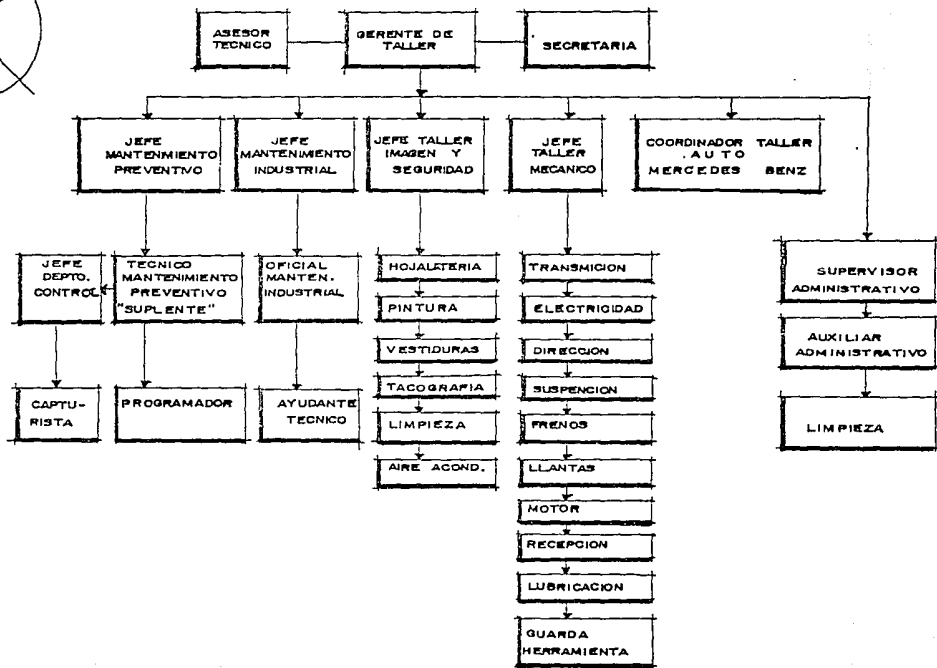 ASESOR
TECNICO
GERENTE DE
TALLER
SECRETARIA
JEFE
MANTENIMIENTO
PREVENTIVO
JEFE
MANTENIMIENTO
INDUSTRIAL
JEFE TALLER
IMAGEN Y
SEGURIDAD
JEFE
TALLER
MECANICO
COORDINADOR TALLER
.AUTO
MERCEDES BENZ
JEFE
DEPTO.
CONTROL
TECNICO
MANTENIMIENTO
PREVENTIVO
"SUPLENTE"
OFICIAL
MANTEN.
INDUSTRIAL
CAPTU-
RISTA
PROGRAMADOR
AYUDANTE
TECNICO
HOJALATERIA
PINTURA
VESTIDURAS
TACOGRAFIA
LIMPIEZA
AIRE ACOND.
TRANSMICION
ELECTRICIDAD
DIRECCION
SUSPENCION
FRENOS
LLANTAS
MOTOR
RECEPCION
LUBRICACION
GUARDA
HERRAMIENTA
SUPERVISOR
ADMINISTRATIVO
AUXILIAR
ADMINISTRATIVO
LIMPIEZA